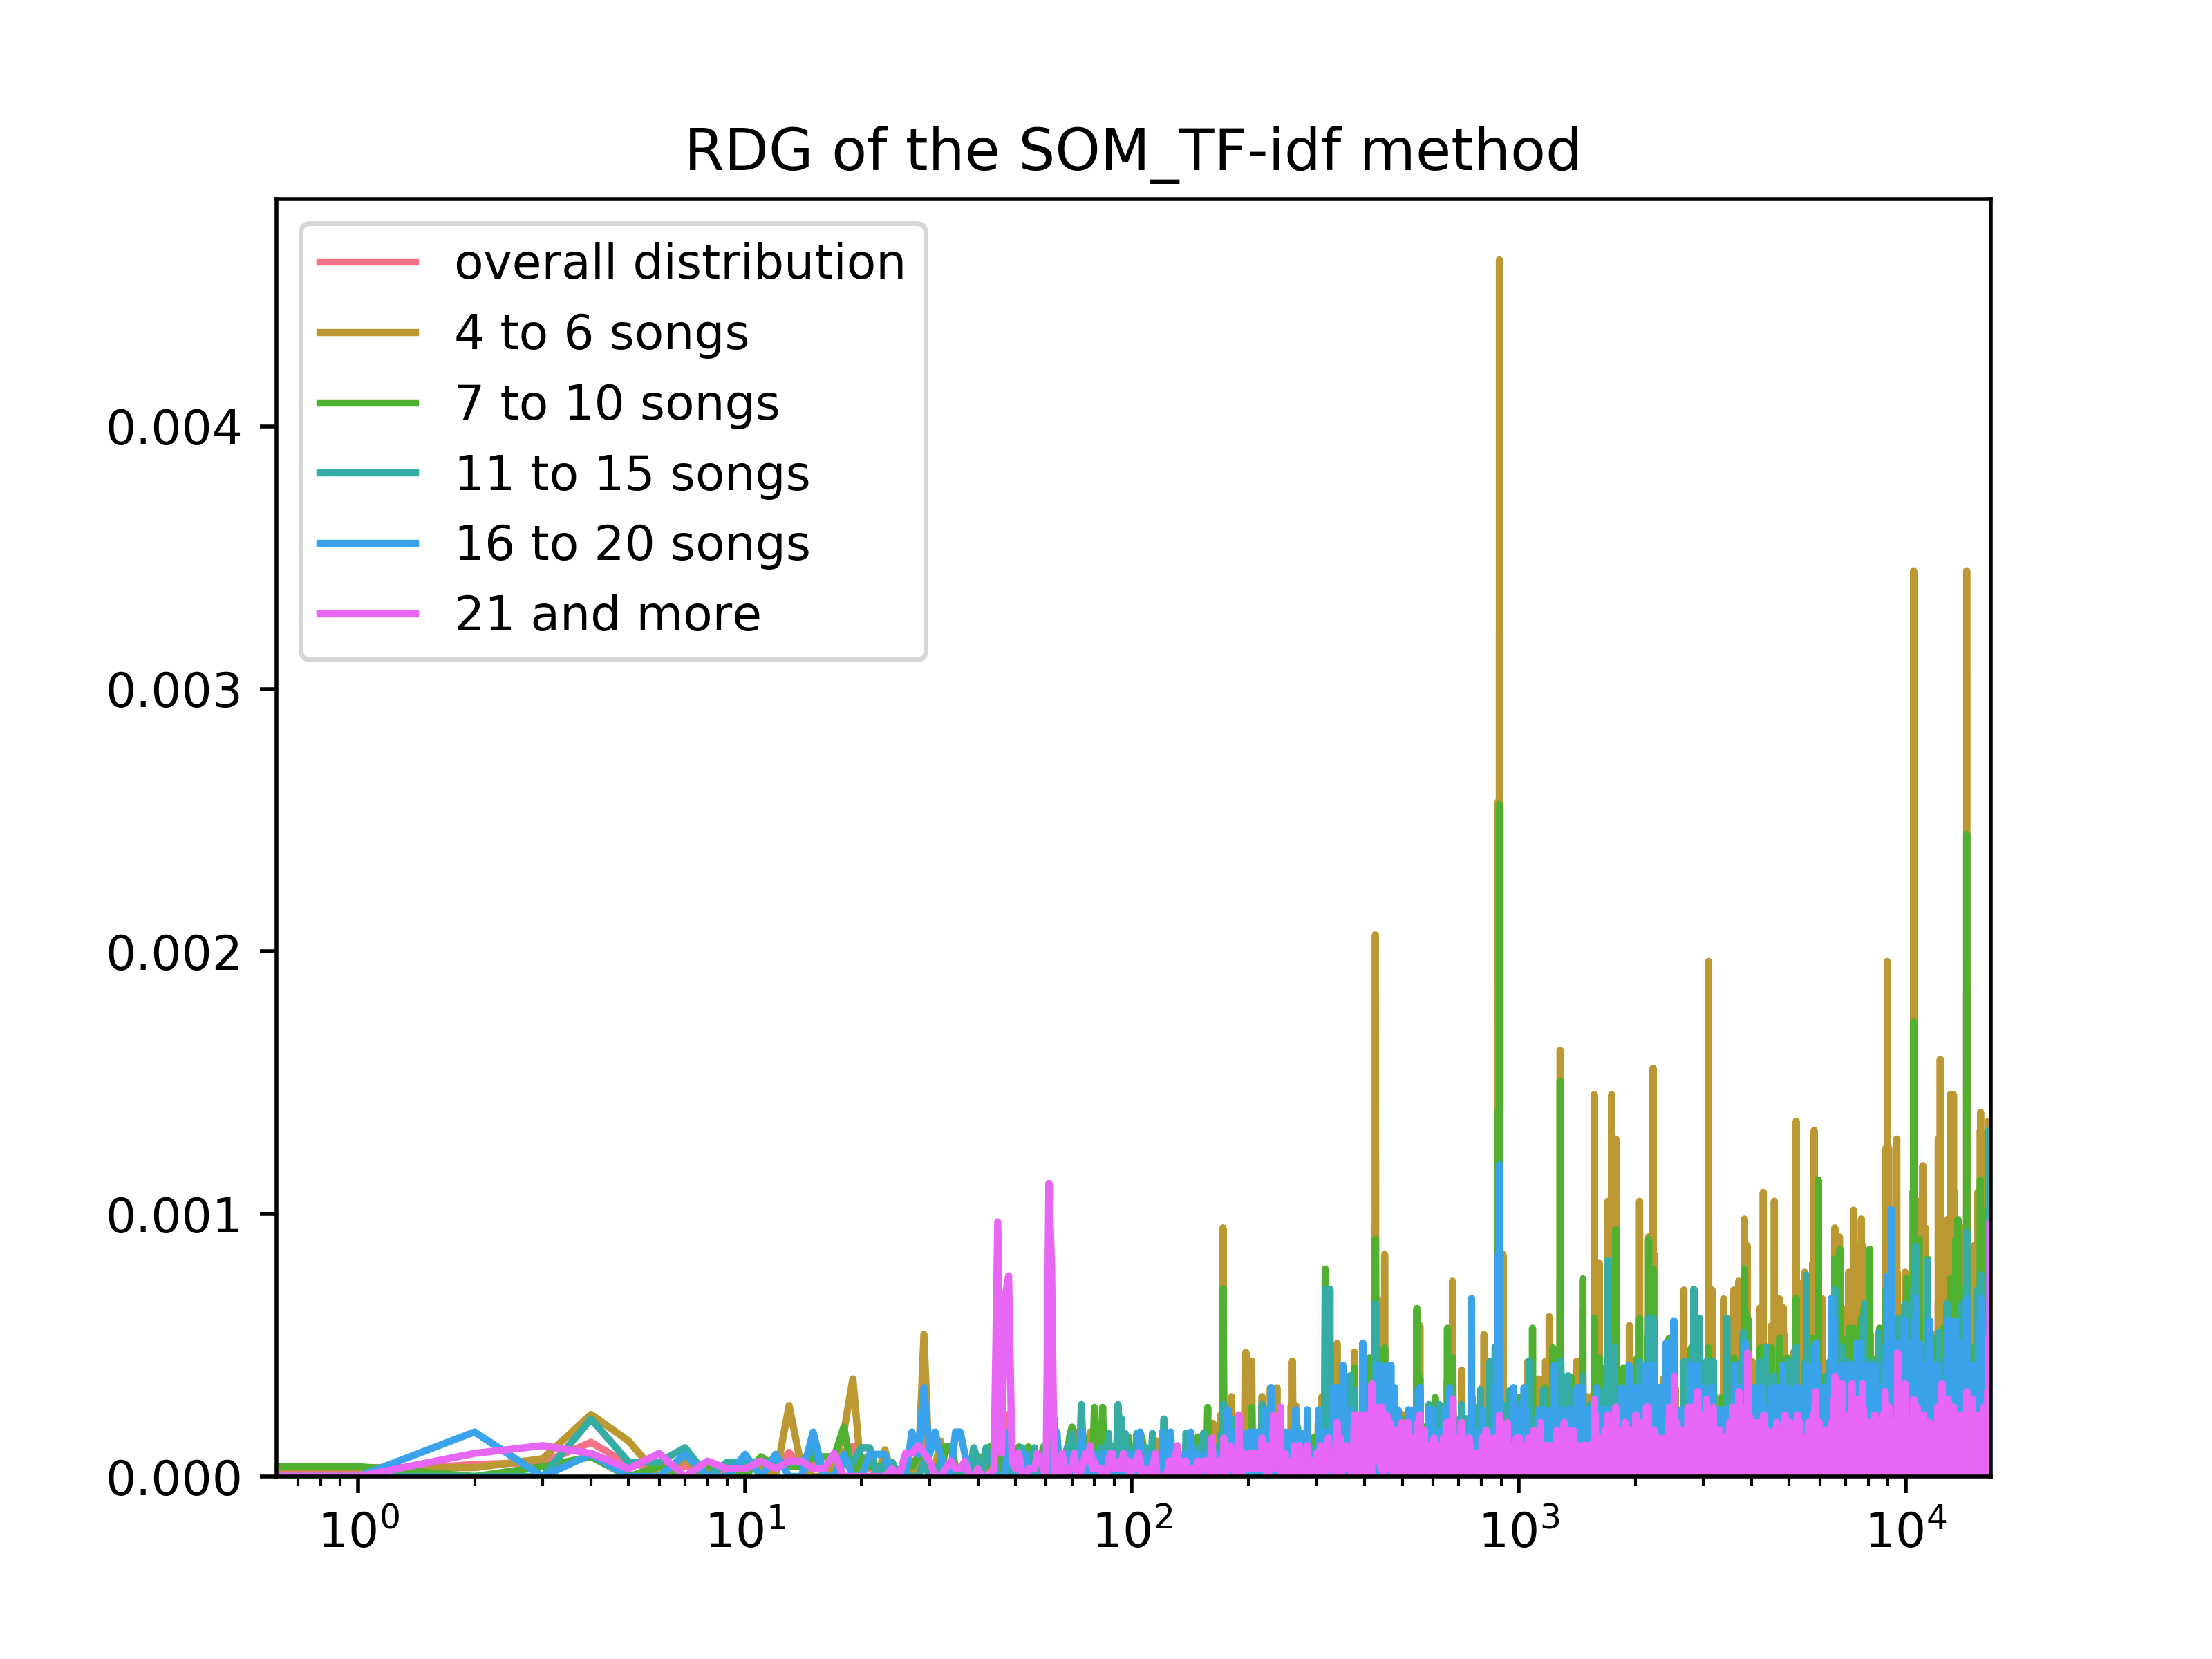 RDG of the SOM_TF-idf method
overall distribution
4 to 6 songs
7 to 10 songs
11 to 15 songs
16 to 20 songs
21 and more
0.004
0.003
0.002
0.001
0.000
10⁰ 10¹ 10² 10³ 10⁴